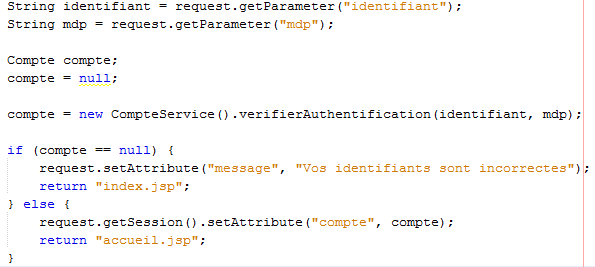 String identifiant = request.getParameter("identifiant");
String mdp = request.getParameter("mdp");
Compte compte;
compte = null;
compte = new CompteService().verifierAuthentification(identifiant, mdp);
if (compte == null) {
request.setAttribute("message", "Vos identifiants sont incorrectes");
return "index.jsp";
} else {
request.getSession().setAttribute("compte", compte);
return "accueil.jsp";
}